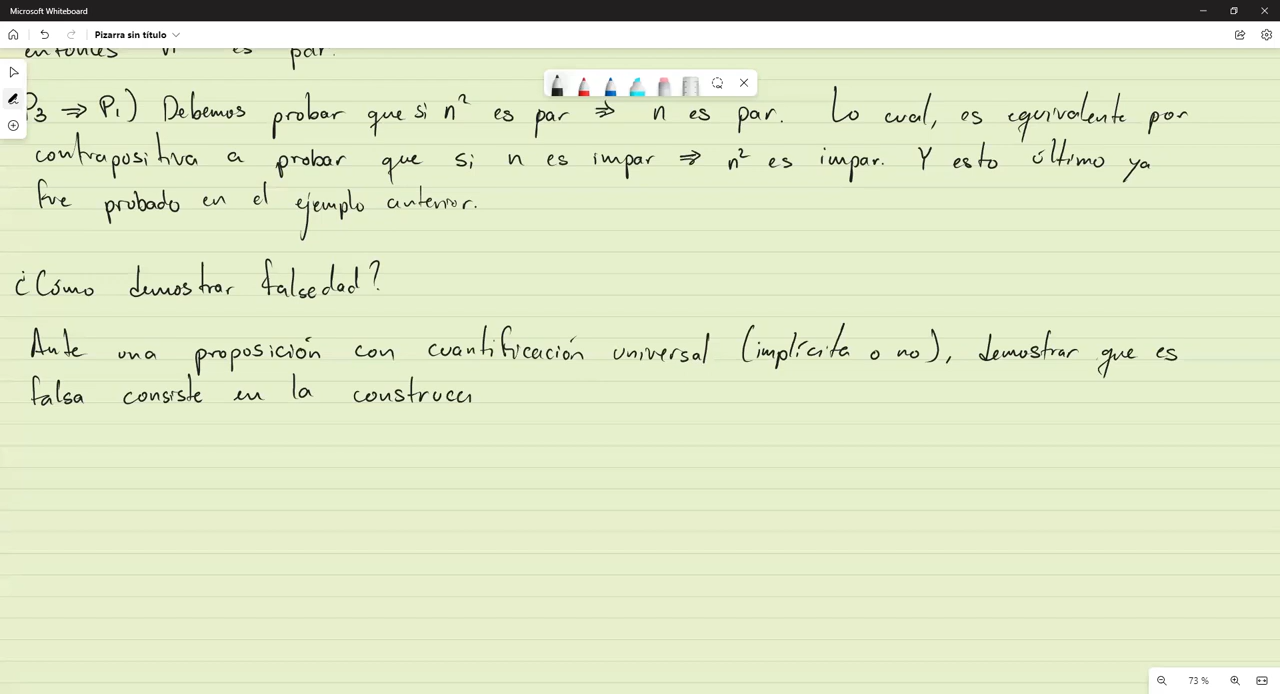 Microsoft Whiteboard
Pizarra sin título
entonces es par.
P₃ ⇒ P₁) Debemos probar que si n² es par ⇒ n es par. Lo cual, es equivalente por
contrapositiva a probar que si n es impar ⇒ n² es impar. Y esto último ya
fue probado en el ejemplo anterior.
¿Cómo demostrar falsedad?
Ante una proposición con cuantificación universal (implícita o no), demostrar que es
falsa consiste en la construcci
73 %